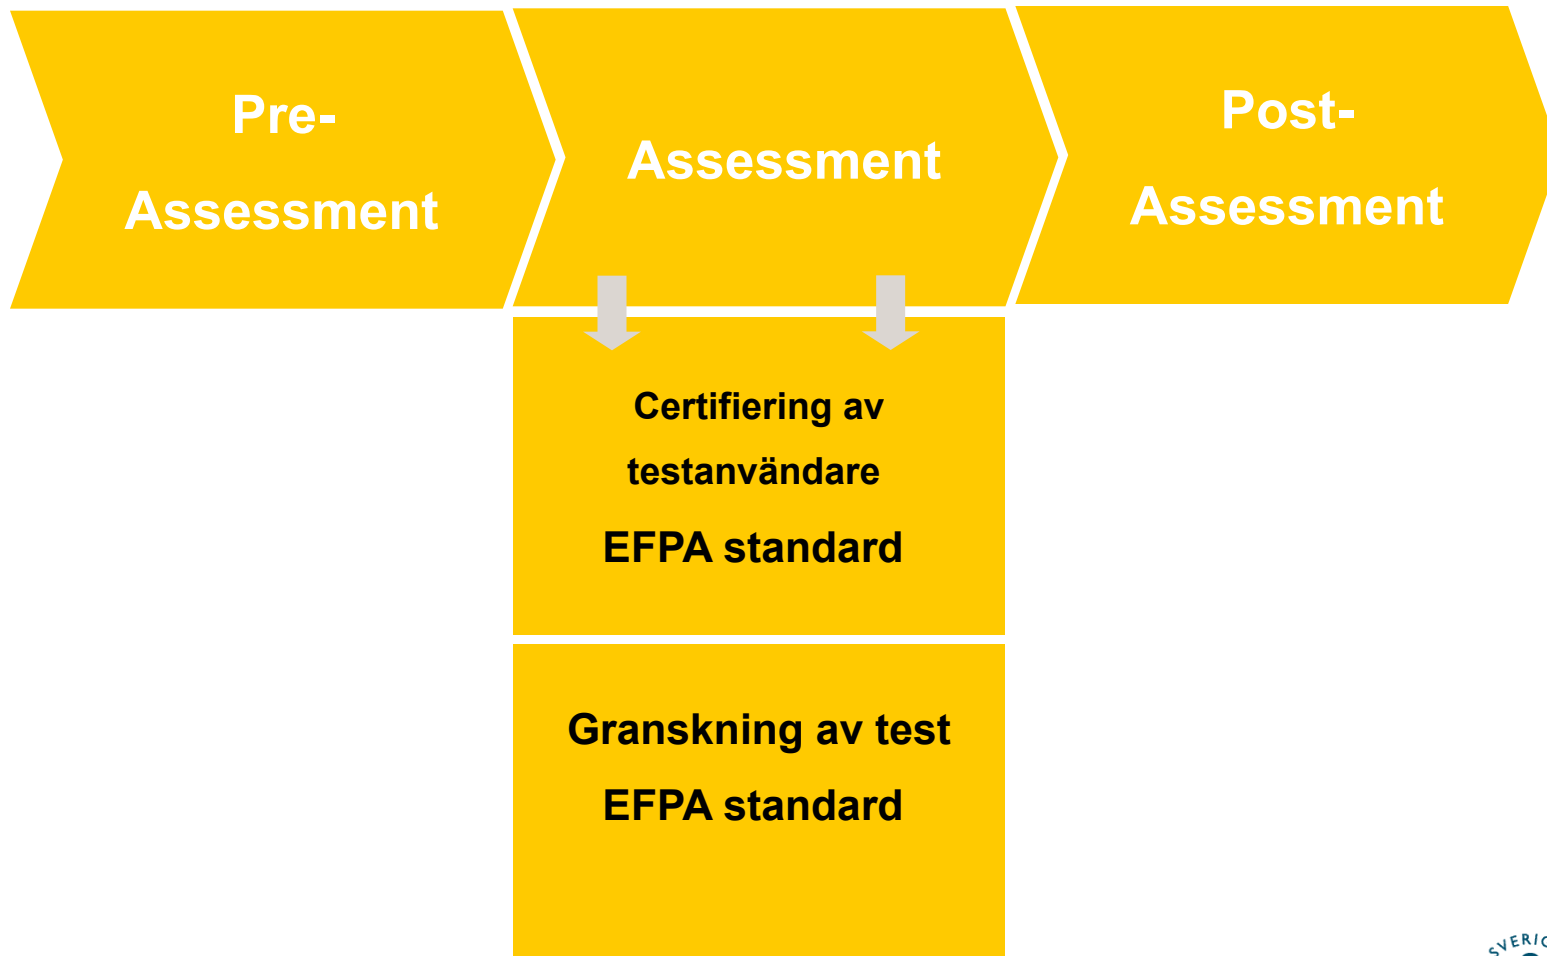 Pre-
Assessment
Assessment
Post-
Assessment
Certifiering av
testanvändare
EFPA standard
Granskning av test
EFPA standard